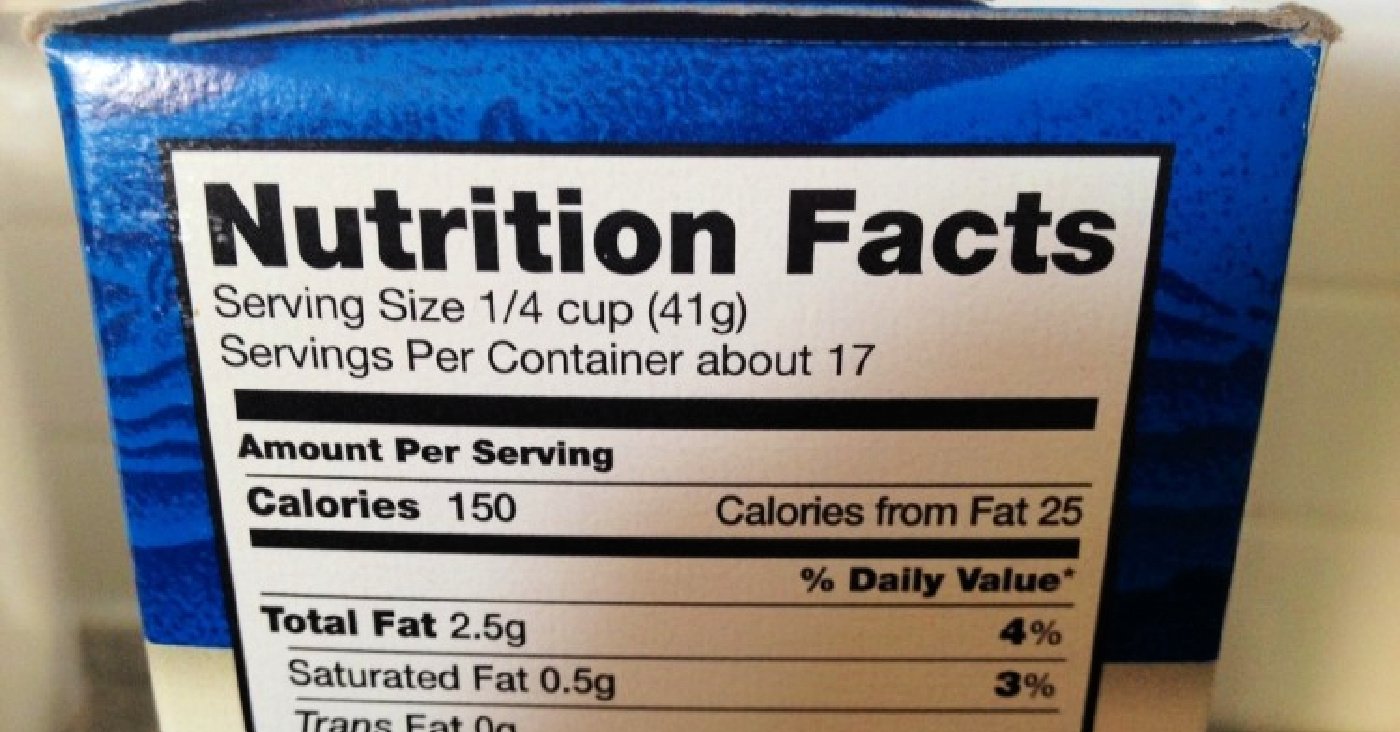 Nutrition Facts
Serving Size 1/4 cup (41g)
Servings Per Container about 17
Amount Per Serving
Calories 150 Calories from Fat 25
% Daily Value*
Total Fat 2.5g 4%
Saturated Fat 0.5g 3%
Trans Fat 0g